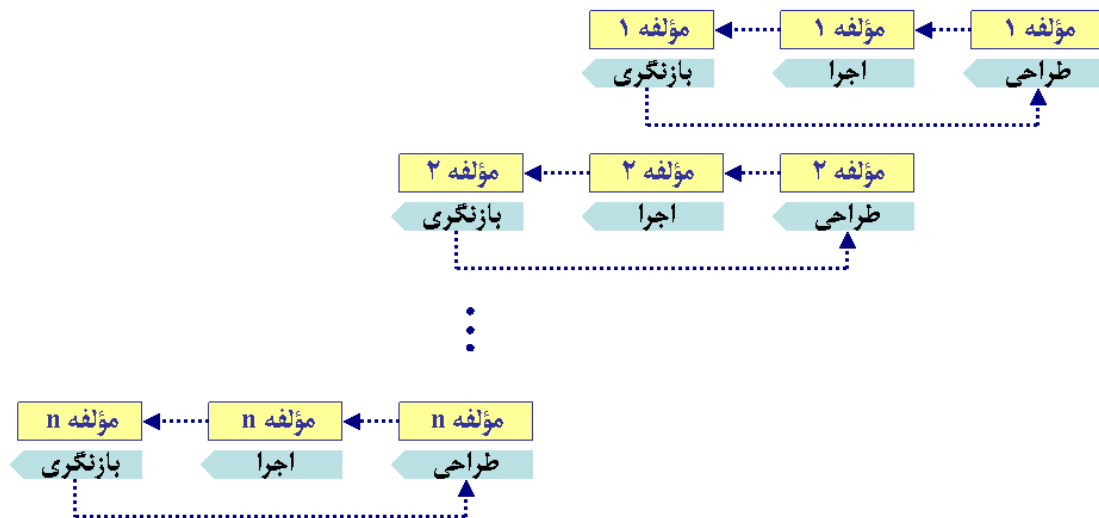 مؤلفه ۱ مؤلفه ۱ مؤلفه ۱
طراحی اجرا بازنگری
مؤلفه ۲ مؤلفه ۲ مؤلفه ۲
طراحی اجرا بازنگری
مؤلفه n مؤلفه n مؤلفه n
طراحی اجرا بازنگری